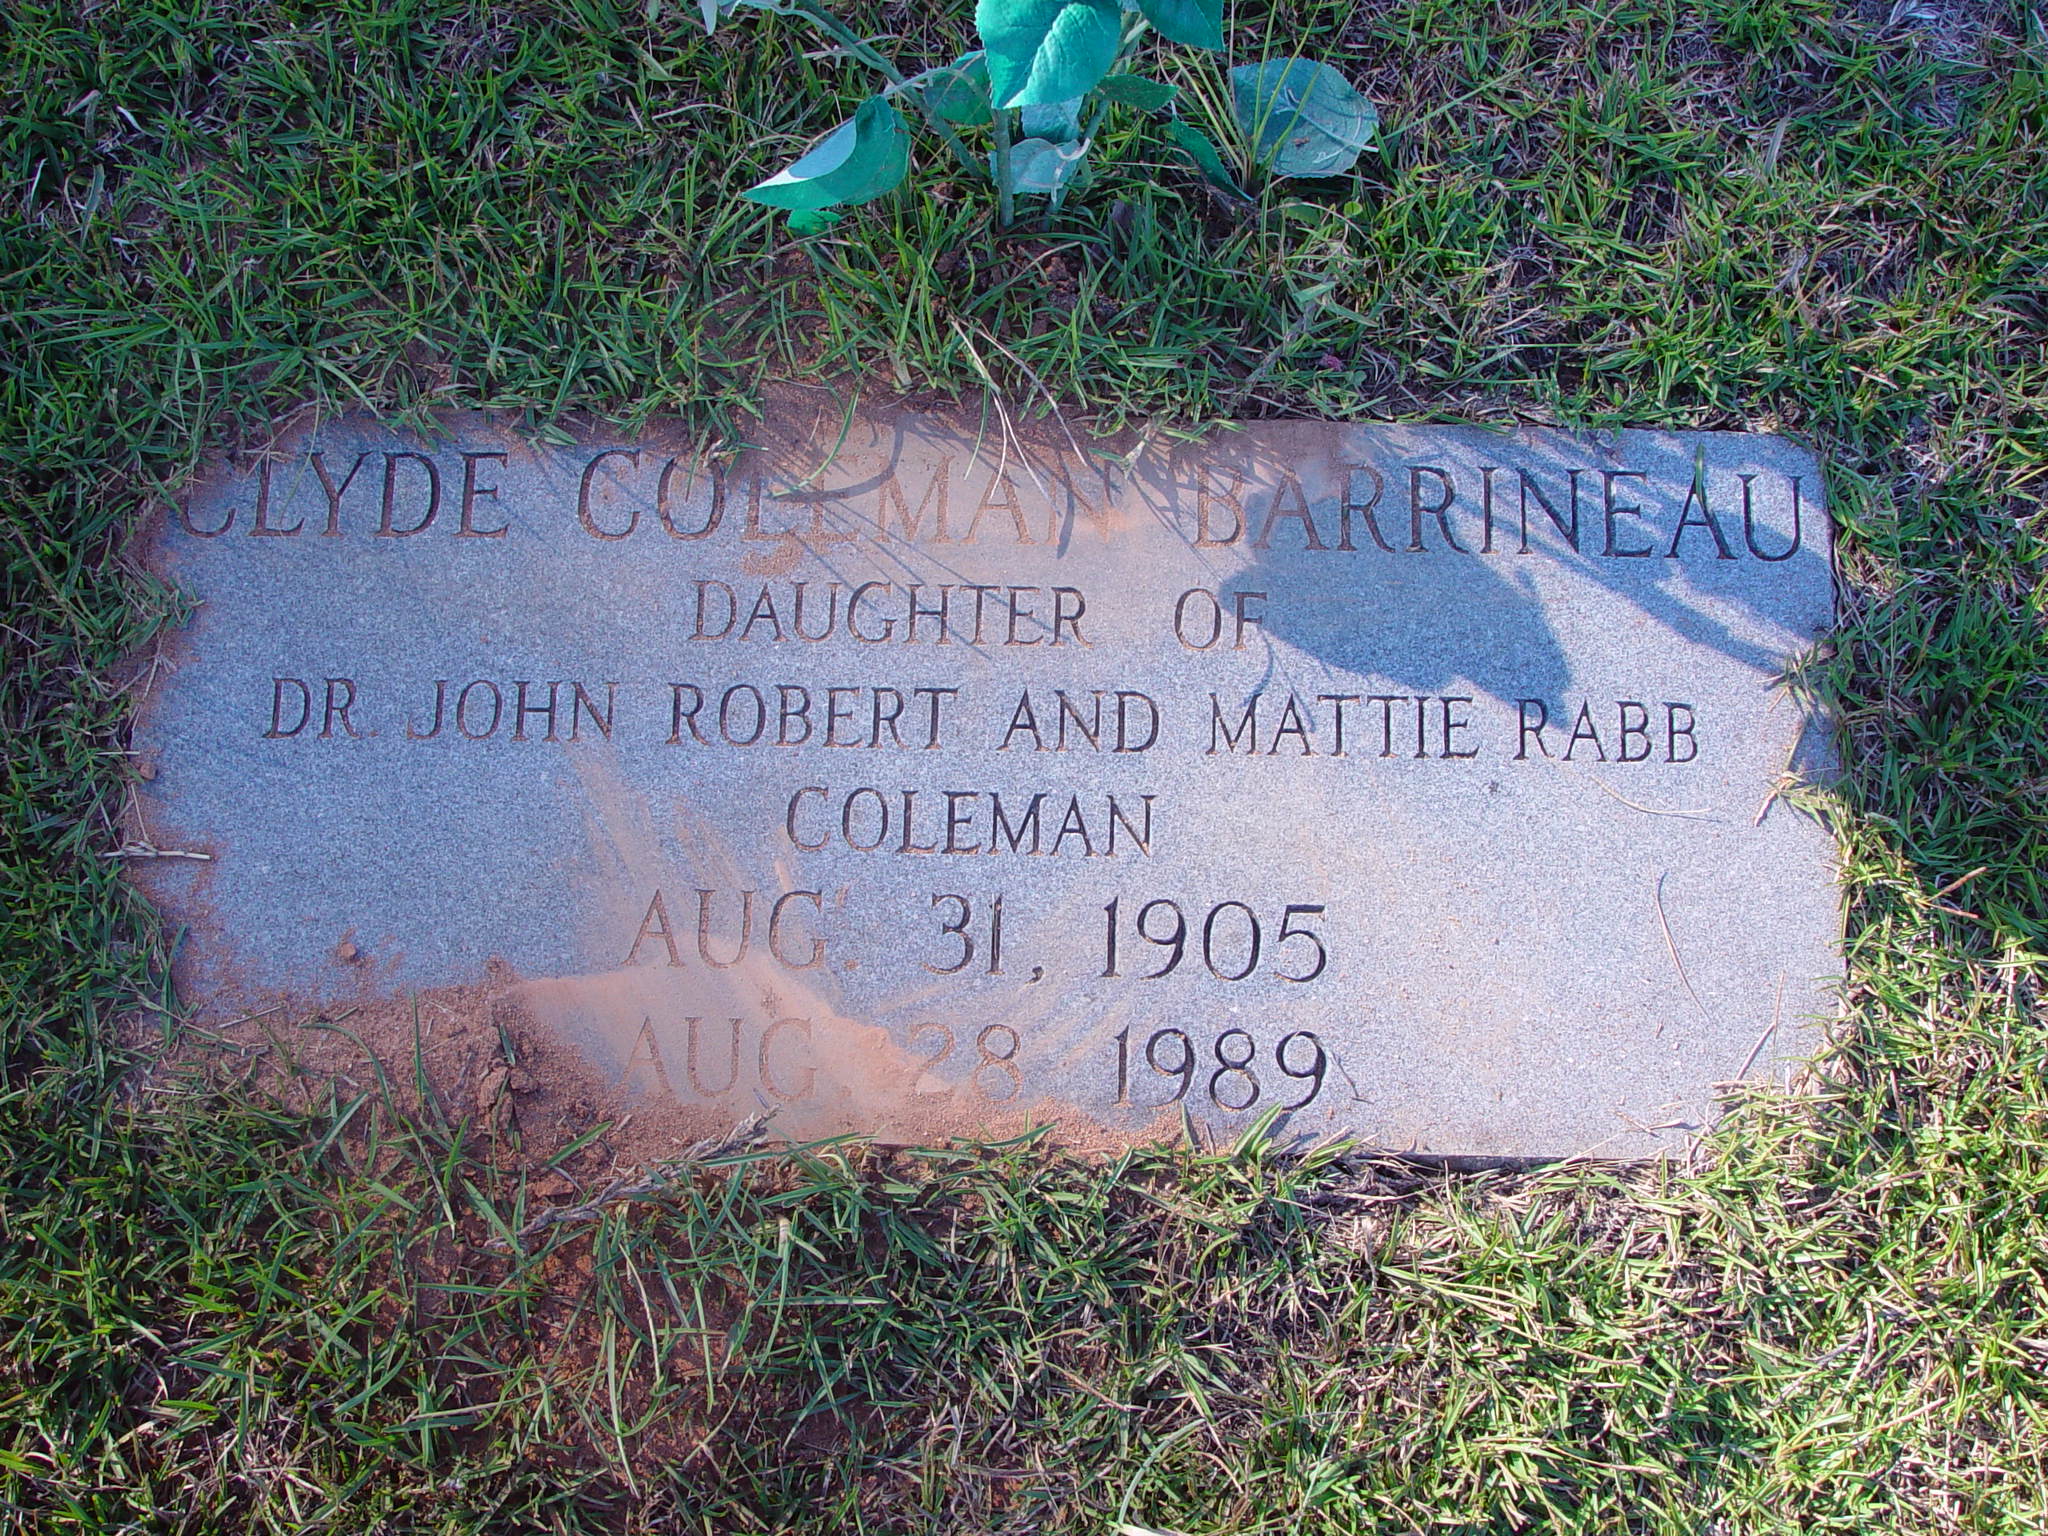 CLYDE COLEMAN BARRINEAU
DAUGHTER OF
DR. JOHN ROBERT AND MATTIE RABB
COLEMAN
AUG. 31, 1905
AUG. 28 1989